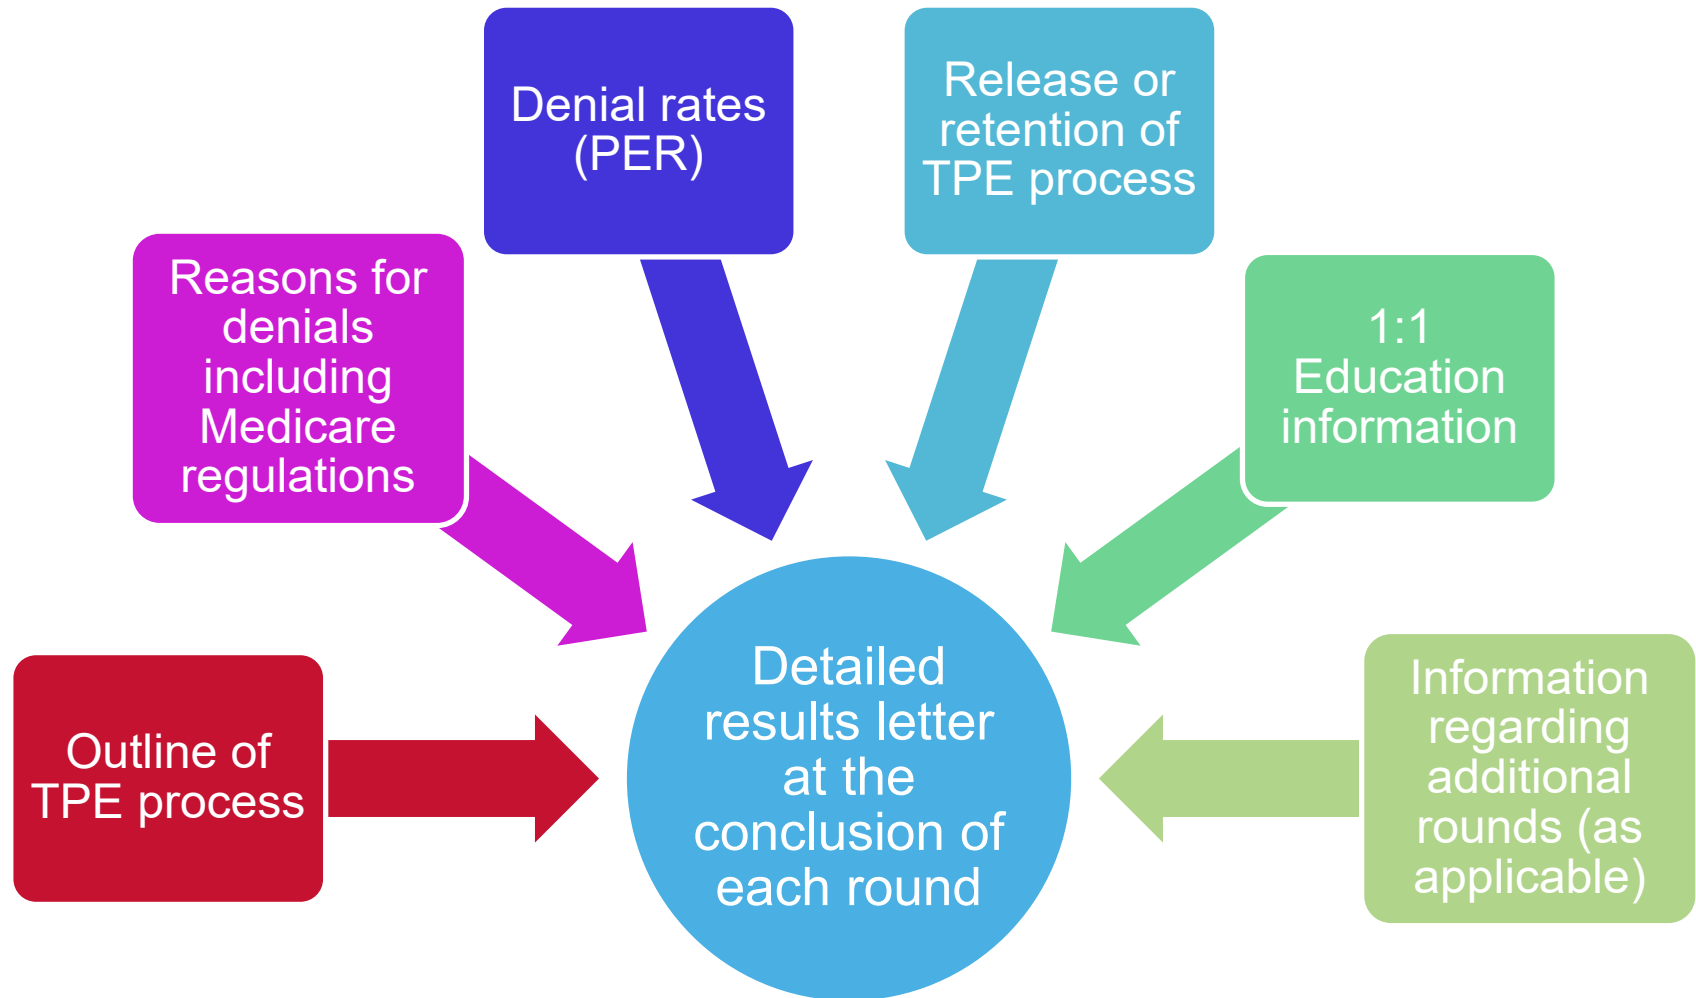 Outline of
TPE process
Reasons for
denials
including
Medicare
regulations
Denial rates
(PER)
Release or
retention of
TPE process
1:1
Education
information
Information
regarding
additional
rounds (as
applicable)
Detailed
results letter
at the
conclusion of
each round